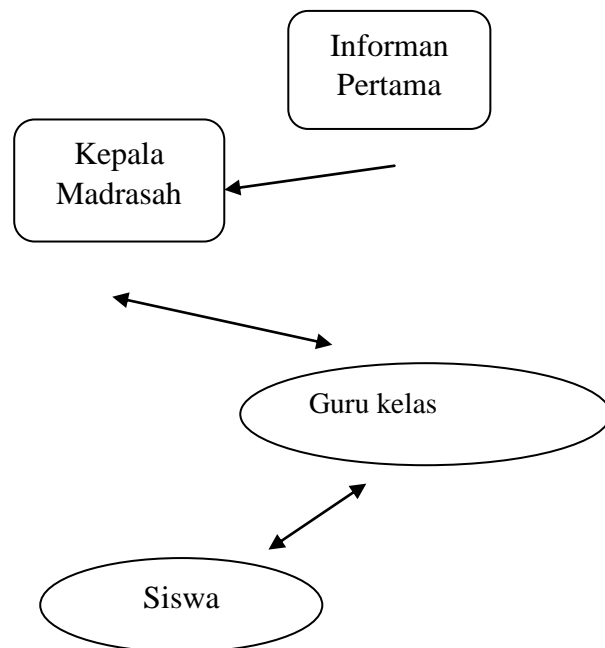 Informan
Pertama
Kepala
Madrasah
Guru kelas
Siswa